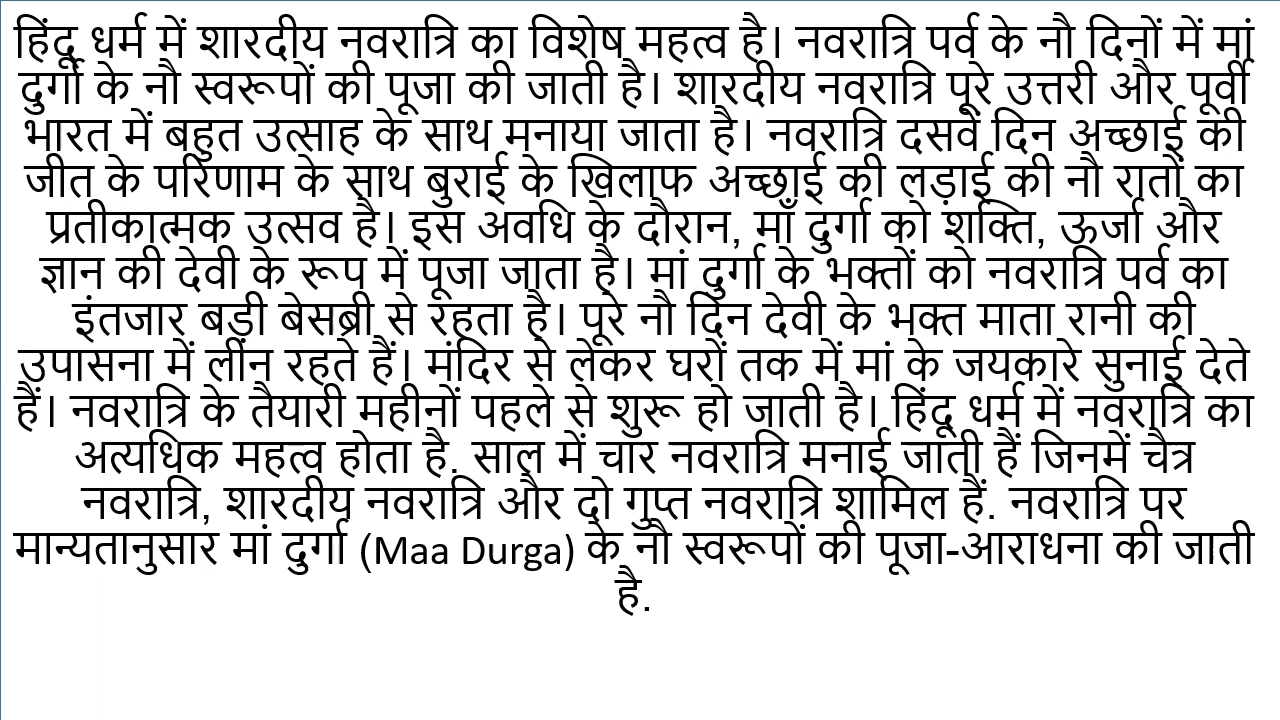 हिंदू धर्म में शारदीय नवरात्रि का विशेष महत्व है। नवरात्रि पर्व के नौ दिनों में मां
दुर्गा के नौ स्वरूपों की पूजा की जाती है। शारदीय नवरात्रि पूरे उत्तरी और पूर्वी
भारत में बहुत उत्साह के साथ मनाया जाता है। नवरात्रि दसवें दिन अच्छाई की
जीत के परिणाम के साथ बुराई के खिलाफ अच्छाई की लड़ाई की नौ रातों का
प्रतीकात्मक उत्सव है। इस अवधि के दौरान, माँ दुर्गा को शक्ति, ऊर्जा और
ज्ञान की देवी के रूप में पूजा जाता है। मां दुर्गा के भक्तों को नवरात्रि पर्व का
इंतजार बड़ी बेसब्री से रहता है। पूरे नौ दिन देवी के भक्त माता रानी की
उपासना में लीन रहते हैं। मंदिर से लेकर घरों तक में मां के जयकारे सुनाई देते
हैं। नवरात्रि के तैयारी महीनों पहले से शुरू हो जाती है। हिंदू धर्म में नवरात्रि का
अत्यधिक महत्व होता है. साल में चार नवरात्रि मनाई जाती हैं जिनमें चैत्र
नवरात्रि, शारदीय नवरात्रि और दो गुप्त नवरात्रि शामिल हैं. नवरात्रि पर
मान्यतानुसार मां दुर्गा (Maa Durga) के नौ स्वरूपों की पूजा-आराधना की जाती
है.